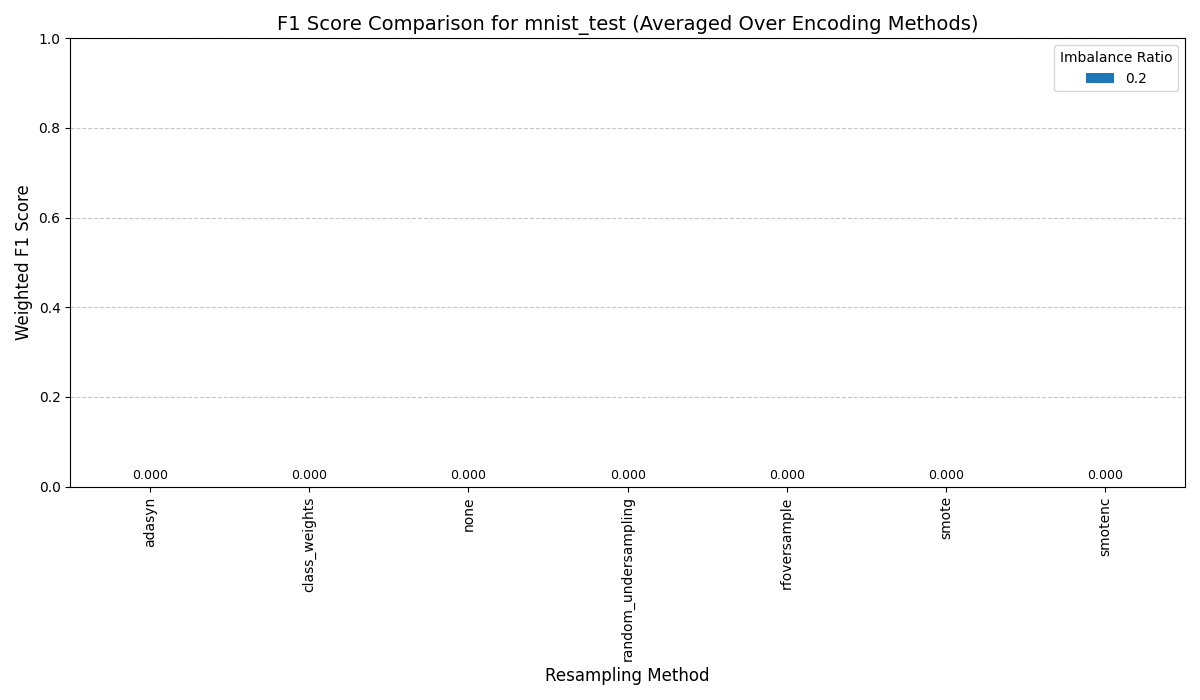 F1 Score Comparison for mnist_test (Averaged Over Encoding Methods)
Weighted F1 Score
1.0
0.8
0.6
0.4
0.2
0.0
Imbalance Ratio
0.2
0.000 0.000 0.000 0.000 0.000 0.000 0.000
adasyn
class_weights
none
random_undersampling
rfoversample
smote
smotenc
Resampling Method